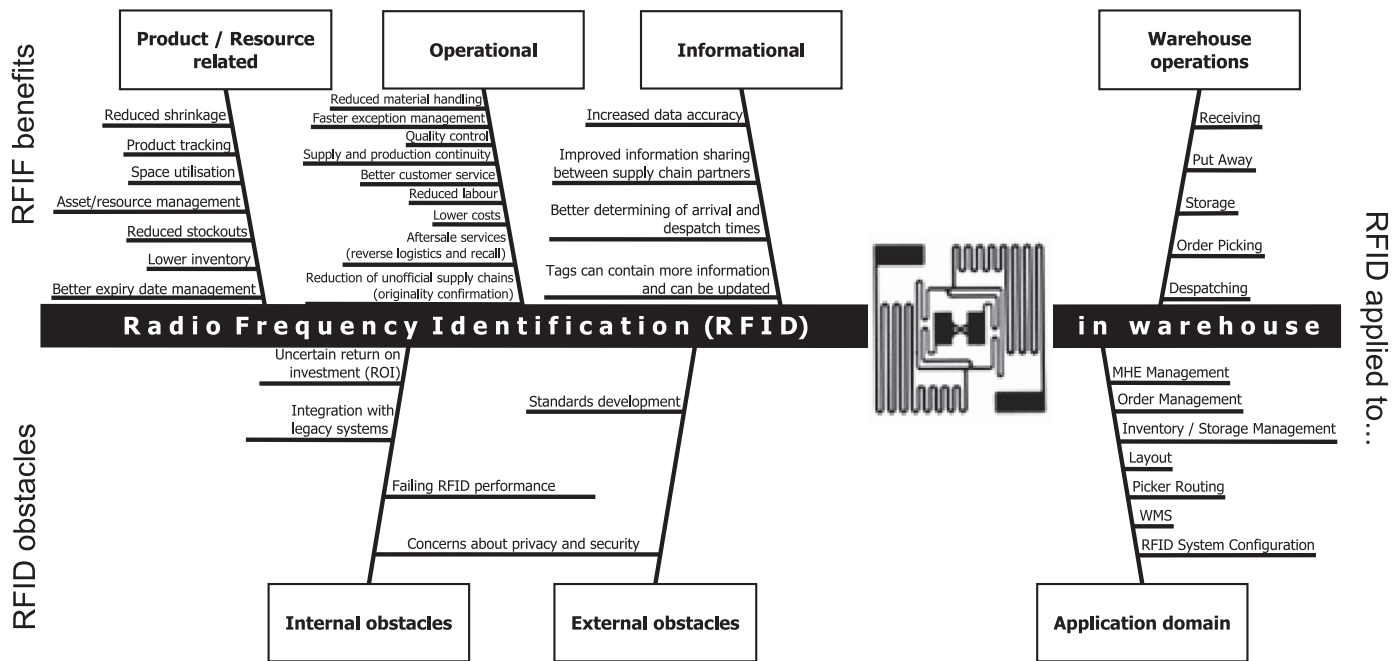 RFIF benefits
Product / Resource
related
Reduced shrinkage
Product tracking
Space utilisation
Asset/resource management
Reduced stockouts
Lower inventory
Better expiry date management
Operational
Reduced material handling
Faster exception management
Quality control
Supply and production continuity
Better customer service
Reduced labour
Lower costs
Aftersale services
(reverse logistics and recall)
Reduction of unofficial supply chains
(originality confirmation)
Informational
Increased data accuracy
Improved information sharing
between supply chain partners
Better determining of arrival and
despatch times
Tags can contain more information
and can be updated
Warehouse
operations
Receiving
Put Away
Storage
Order Picking
Despatching
RFID applied to...
Radio Frequency Identification (RFID)
in warehouse
RFID obstacles
Uncertain return on
investment (ROI)
Integration with
legacy systems
Failing RFID performance
Concerns about privacy and security
Internal obstacles
Standards development
External obstacles
MHE Management
Order Management
Inventory / Storage Management
Layout
Picker Routing
WMS
RFID System Configuration
Application domain